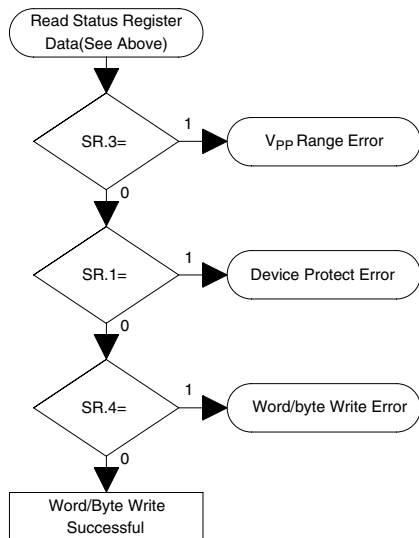 Read Status Register
Data(See Above)
SR.3=
1
VPP Range Error
0
SR.1=
1
Device Protect Error
0
SR.4=
1
Word/byte Write Error
0
Word/Byte Write
Successful